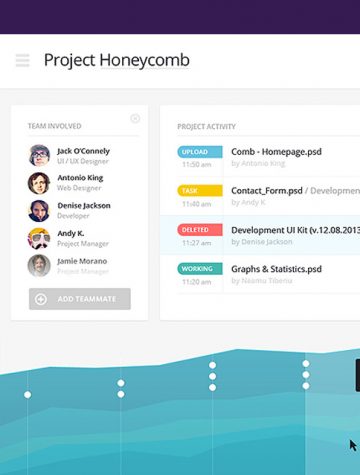 Project Honeycomb
TEAM INVOLVED
Jack O'Connely
UI / UX Designer
Antonio King
Web Designer
Denise Jackson
Developer
Andy K.
Project Manager
Jamie Morano
Project Manager
ADD TEAMMATE
PROJECT ACTIVITY
UPLOAD
Comb - Homepage.psd
11:50 am
by Antonio King
TASK
Contact_Form.psd / Development
11:40 am
by Andy K
DELETED
Development UI Kit (v.12.08.2013
11:27 am
by Denise Jackson
WORKING
Graphs & Statistics.psd
11:20 am
by Neamtu Tiberiu